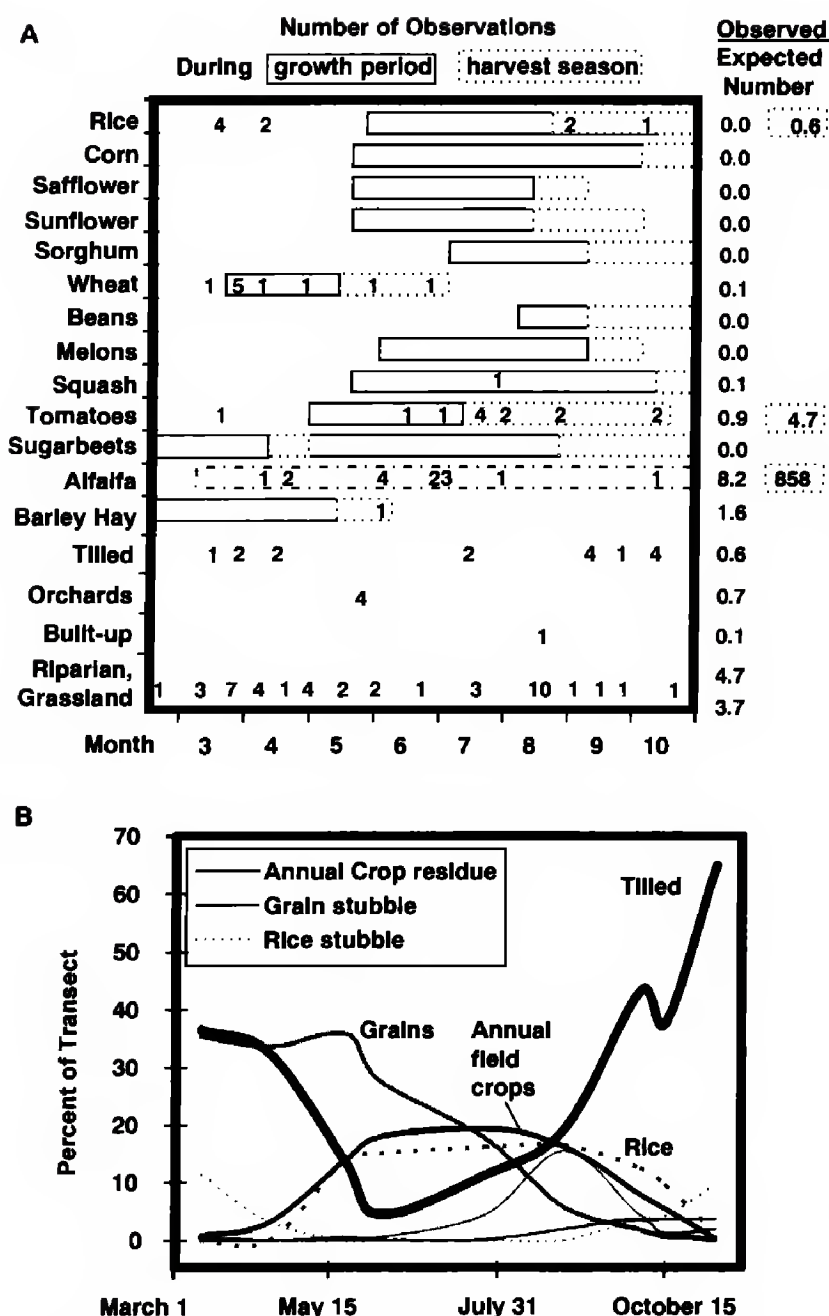 A
Number of Observations
Observed
During growth period harvest season
Expected
Number
Rice 4 2 2 1 0.0 0.6
Corn 0.0
Safflower 0.0
Sunflower 0.0
Sorghum 0.0
Wheat 1 5 1 1 1 1 0.1
Beans 0.0
Melons 0.0
Squash 1 0.1
Tomatoes 1 1 1 4 2 2 2 0.9 4.7
Sugarbeets 0.0
Alfalfa 1 2 4 23 1 1 8.2 858
Barley Hay 1 1.6
Tilled 1 2 2 2 4 1 4 0.6
Orchards 4 0.7
Built-up 1 0.1
Riparian, 4.7
Grassland 1 3 7 4 1 4 2 2 1 3 10 1 1 1 1 3.7
Month 3 4 5 6 7 8 9 10
B
70
Annual Crop residue
Tilled
60
Grain stubble
Rice stubble
50
40
Percent of Transect
Grains
Annual
field
crops
30
20
Rice
10
0
March 1 May 15 July 31 October 15